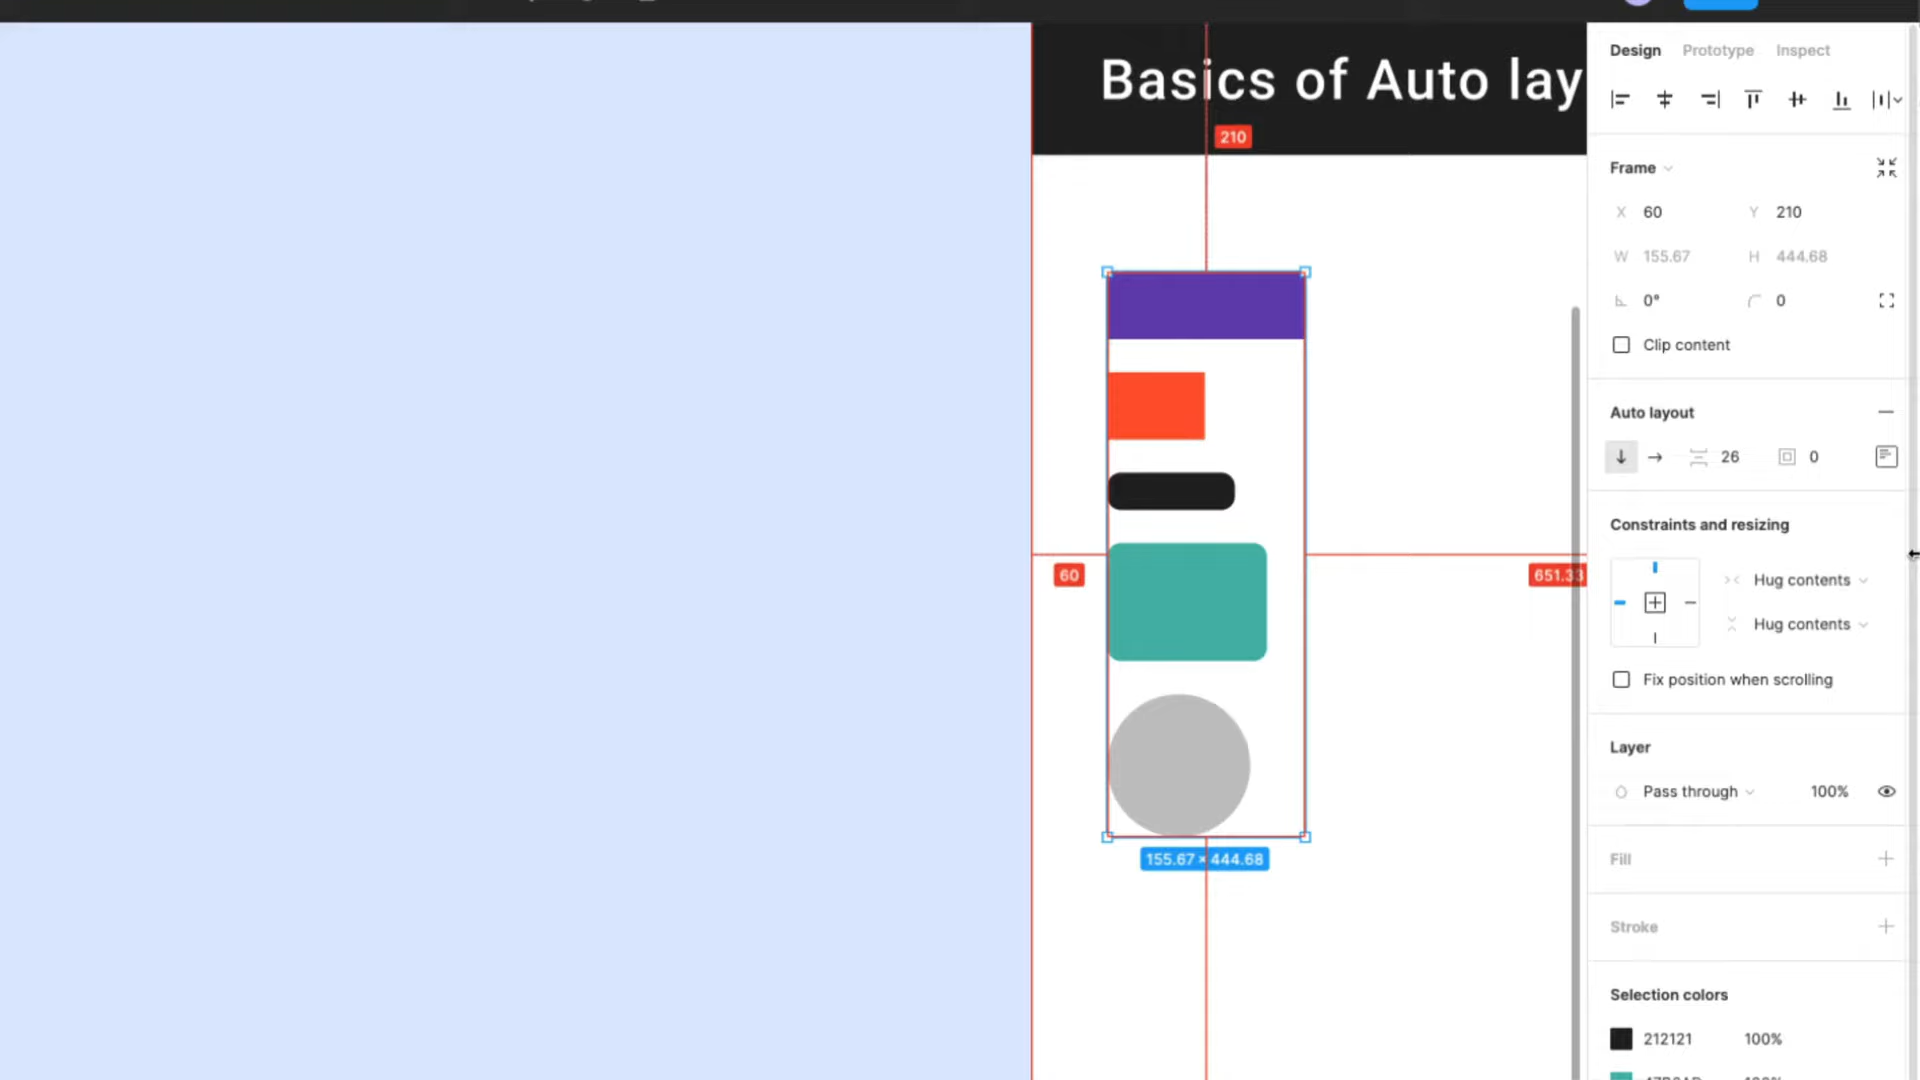 Basics of Auto lay
210
60
651.33
155.67 × 444.68
Design Prototype Inspect
Frame
X 60 Y 210
W 155.67 H 444.68
0° 0
Clip content
Auto layout
26 0
Constraints and resizing
Hug contents
Hug contents
Fix position when scrolling
Layer
Pass through 100%
Fill
Stroke
Selection colors
212121 100%